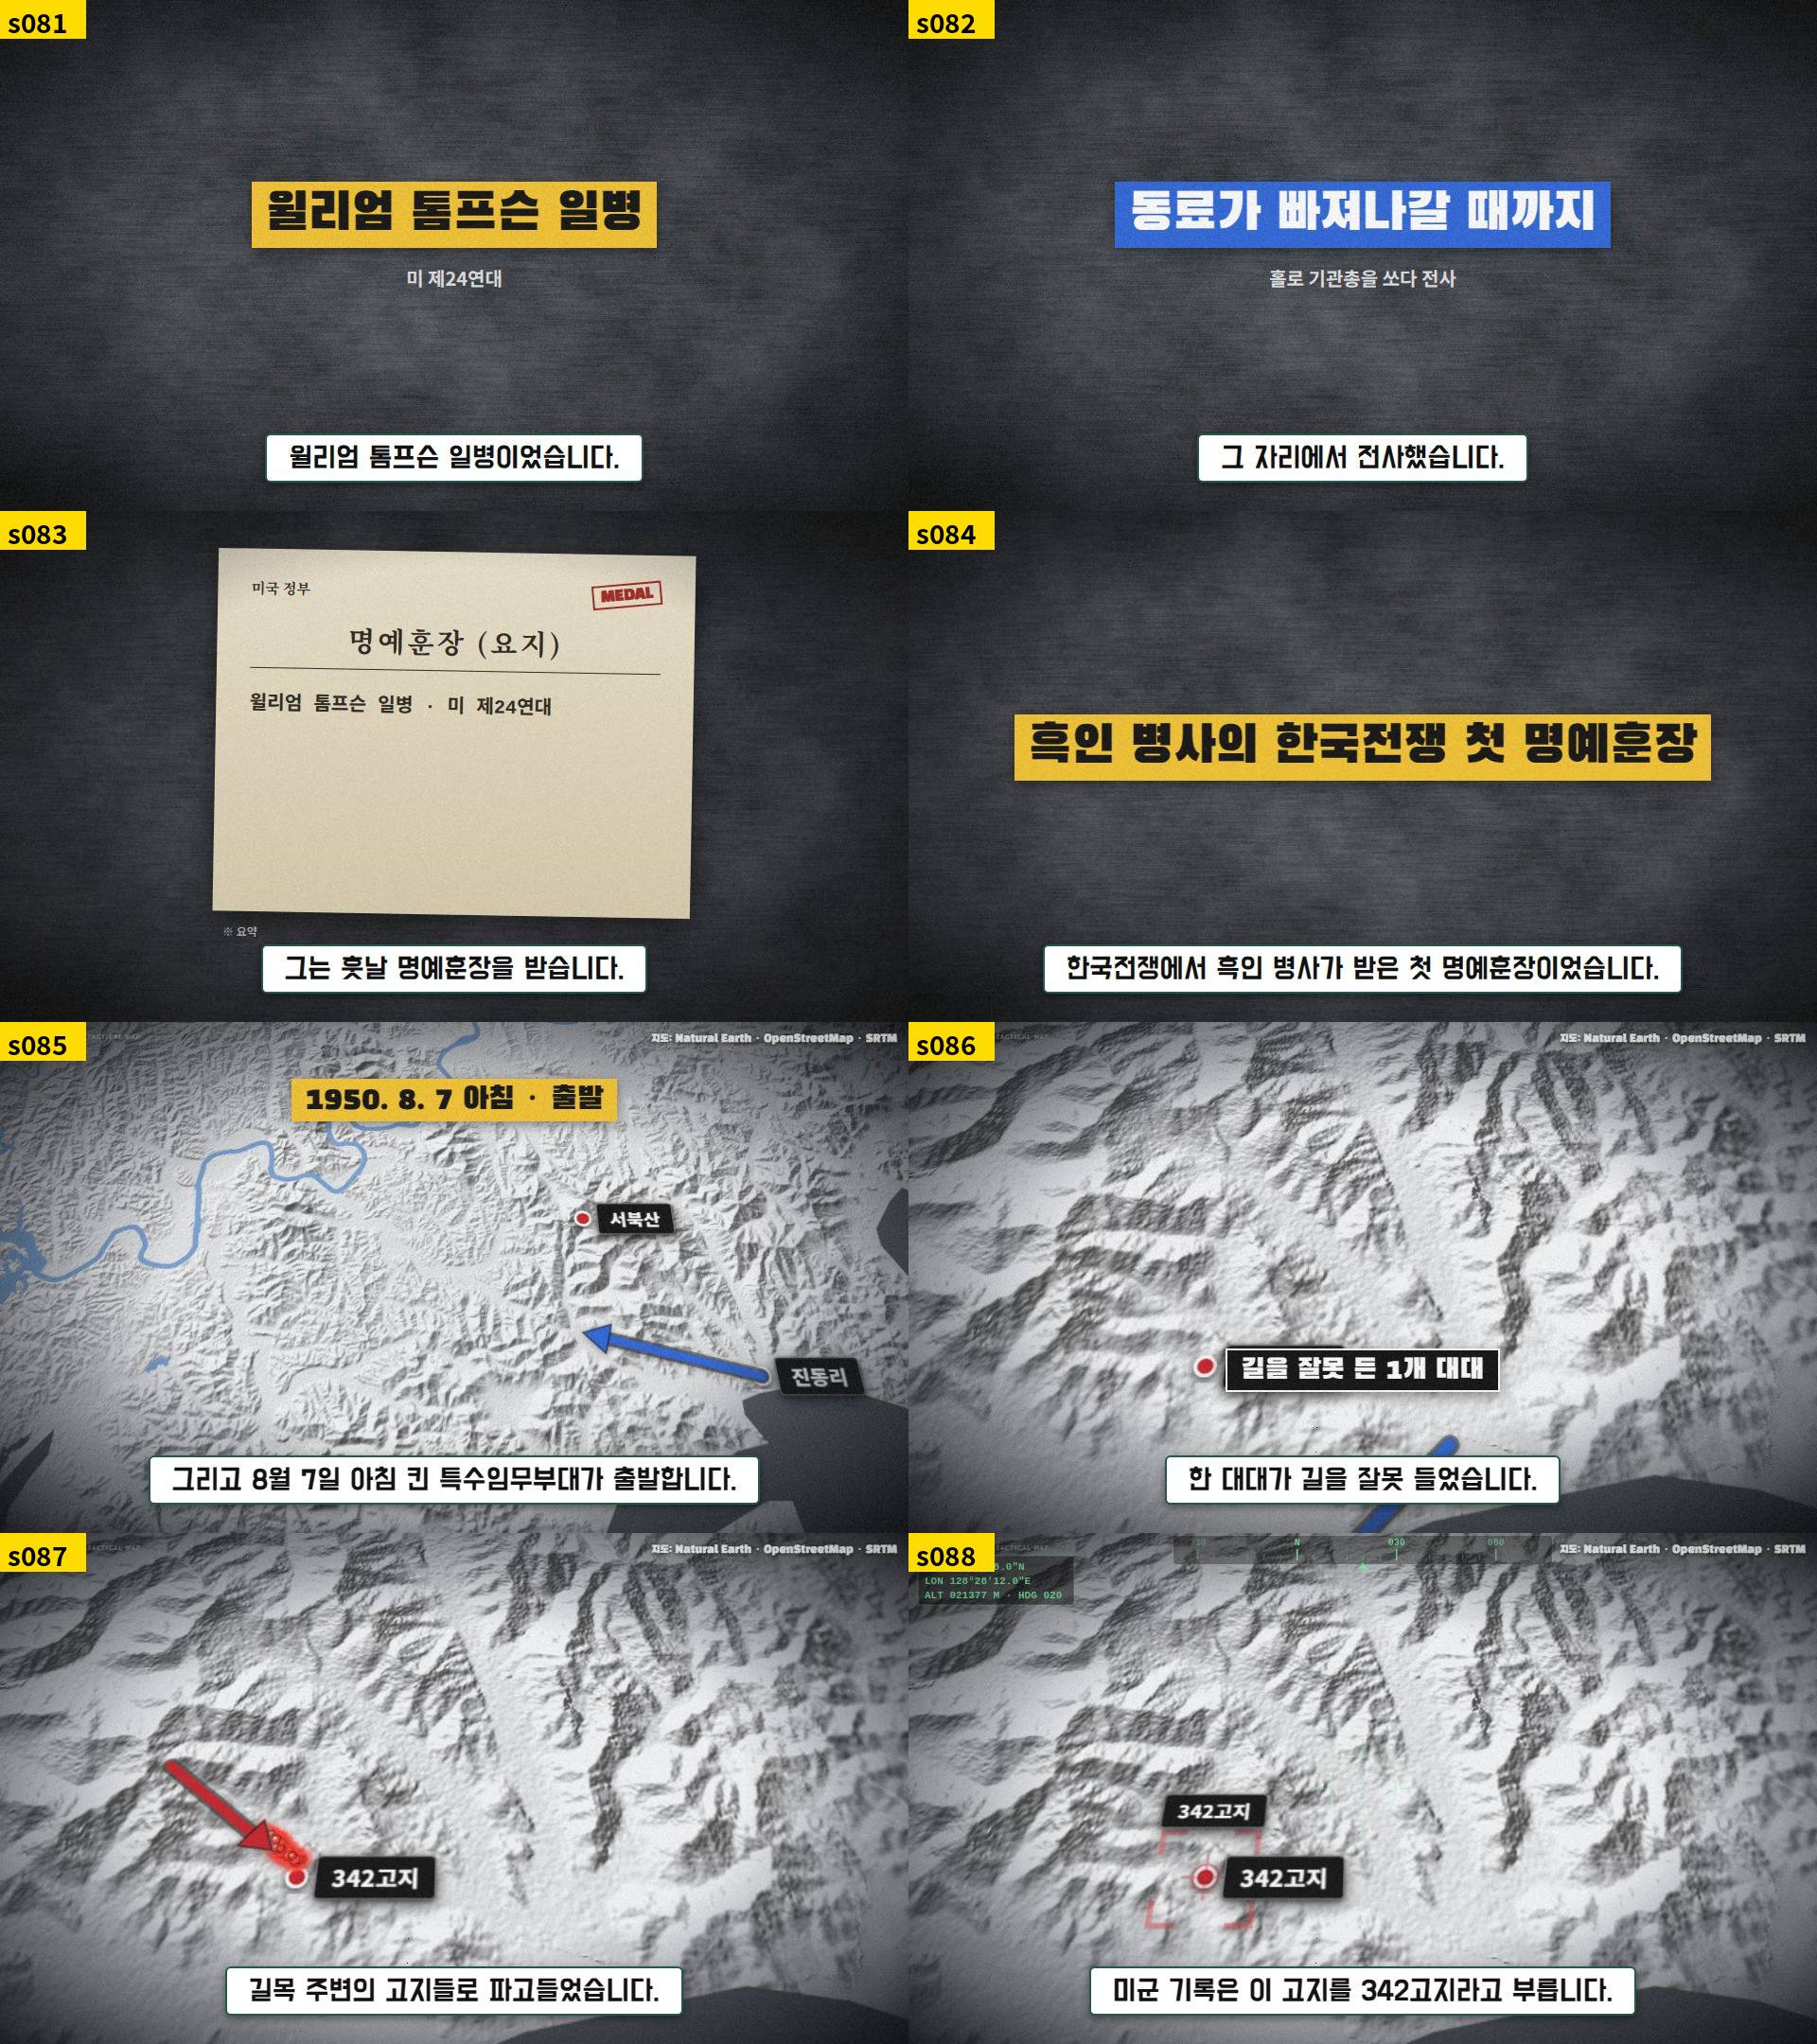 s081
윌리엄 톰프슨 일병
미 제24연대
윌리엄 톰프슨 일병이었습니다.
s082
동료가 빠져나갈 때까지
홀로 기관총을 쏘다 전사
그 자리에서 전사했습니다.
s083
미국 정부
MEDAL
명예훈장 (요지)
윌리엄 톰프슨 일병 · 미 제24연대
※ 요약
그는 훗날 명예훈장을 받습니다.
s084
흑인 병사의 한국전쟁 첫 명예훈장
한국전쟁에서 흑인 병사가 받은 첫 명예훈장이었습니다.
s085
TACTICAL MAP
지도: Natural Earth · OpenStreetMap · SRTM
1950. 8. 7 아침 · 출발
서북산
진동리
그리고 8월 7일 아침 킨 특수임무부대가 출발합니다.
s086
TACTICAL MAP
지도: Natural Earth · OpenStreetMap · SRTM
길을 잘못 든 1개 대대
한 대대가 길을 잘못 들었습니다.
s087
TACTICAL MAP
지도: Natural Earth · OpenStreetMap · SRTM
342고지
길목 주변의 고지들로 파고들었습니다.
s088
TACTICAL MAP
N 030 060
지도: Natural Earth · OpenStreetMap · SRTM
LON 128°28'12.0"E
ALT 021377 M · HDG 020
342고지
342고지
미군 기록은 이 고지를 342고지라고 부릅니다.